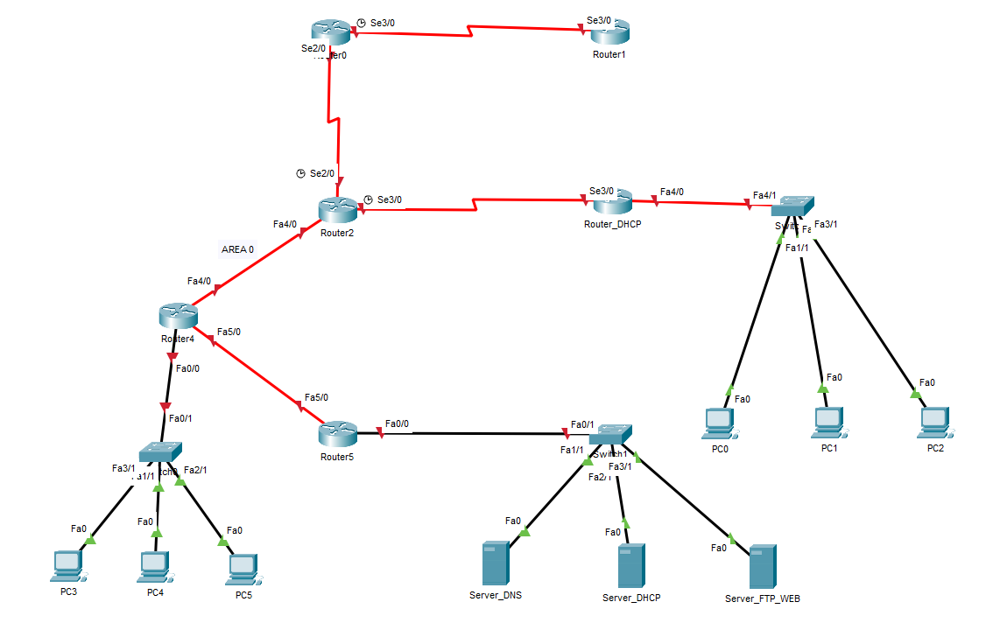 Se3/0
Se3/0
Se2/0
Router1
Se2/0
Se3/0
Se3/0
Fa4/0
Fa4/1
Fa4/0
Router2
Router_DHCP
Fa3/1
Fa1/1
AREA 0
Fa4/0
Router4
Fa5/0
Fa0/0
Fa0
Fa0
Fa0
Fa5/0
Fa0/1
Fa0/0
Fa0/1
PC0
PC1
PC2
Router5
Fa1/1
Switch1
Fa3/1
Fa3/1
Fa2/1
Fa0
Fa0
Fa0
Fa0
Fa0
Fa0
PC3
PC4
PC5
Server_DNS
Server_DHCP
Server_FTP_WEB